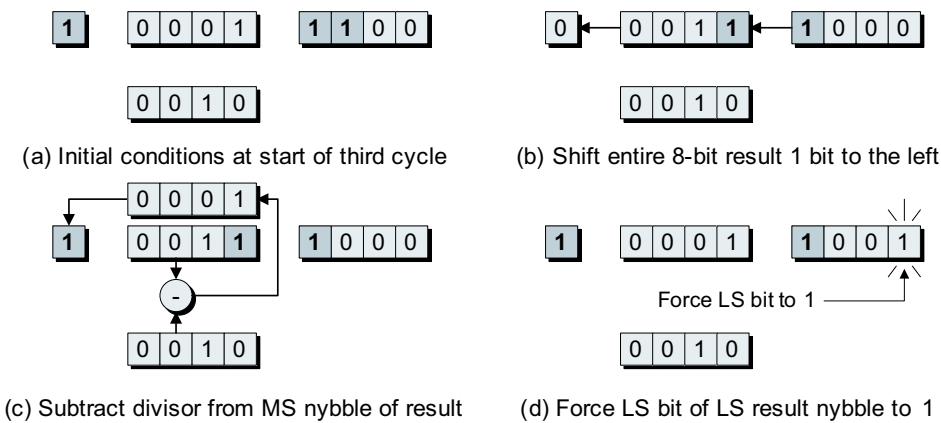 1 0 0 0 1 1 1 0 0
0 0 1 0
(a) Initial conditions at start of third cycle
0 0 0 1 1 1 0 0 0
0 0 1 0
(b) Shift entire 8-bit result 1 bit to the left
0 0 0 1
1 0 0 1 1 1 0 0 0
-
0 0 1 0
(c) Subtract divisor from MS nybble of result
1 0 0 0 1 1 0 0 1
Force LS bit to 1
0 0 1 0
(d) Force LS bit of LS result nybble to 1